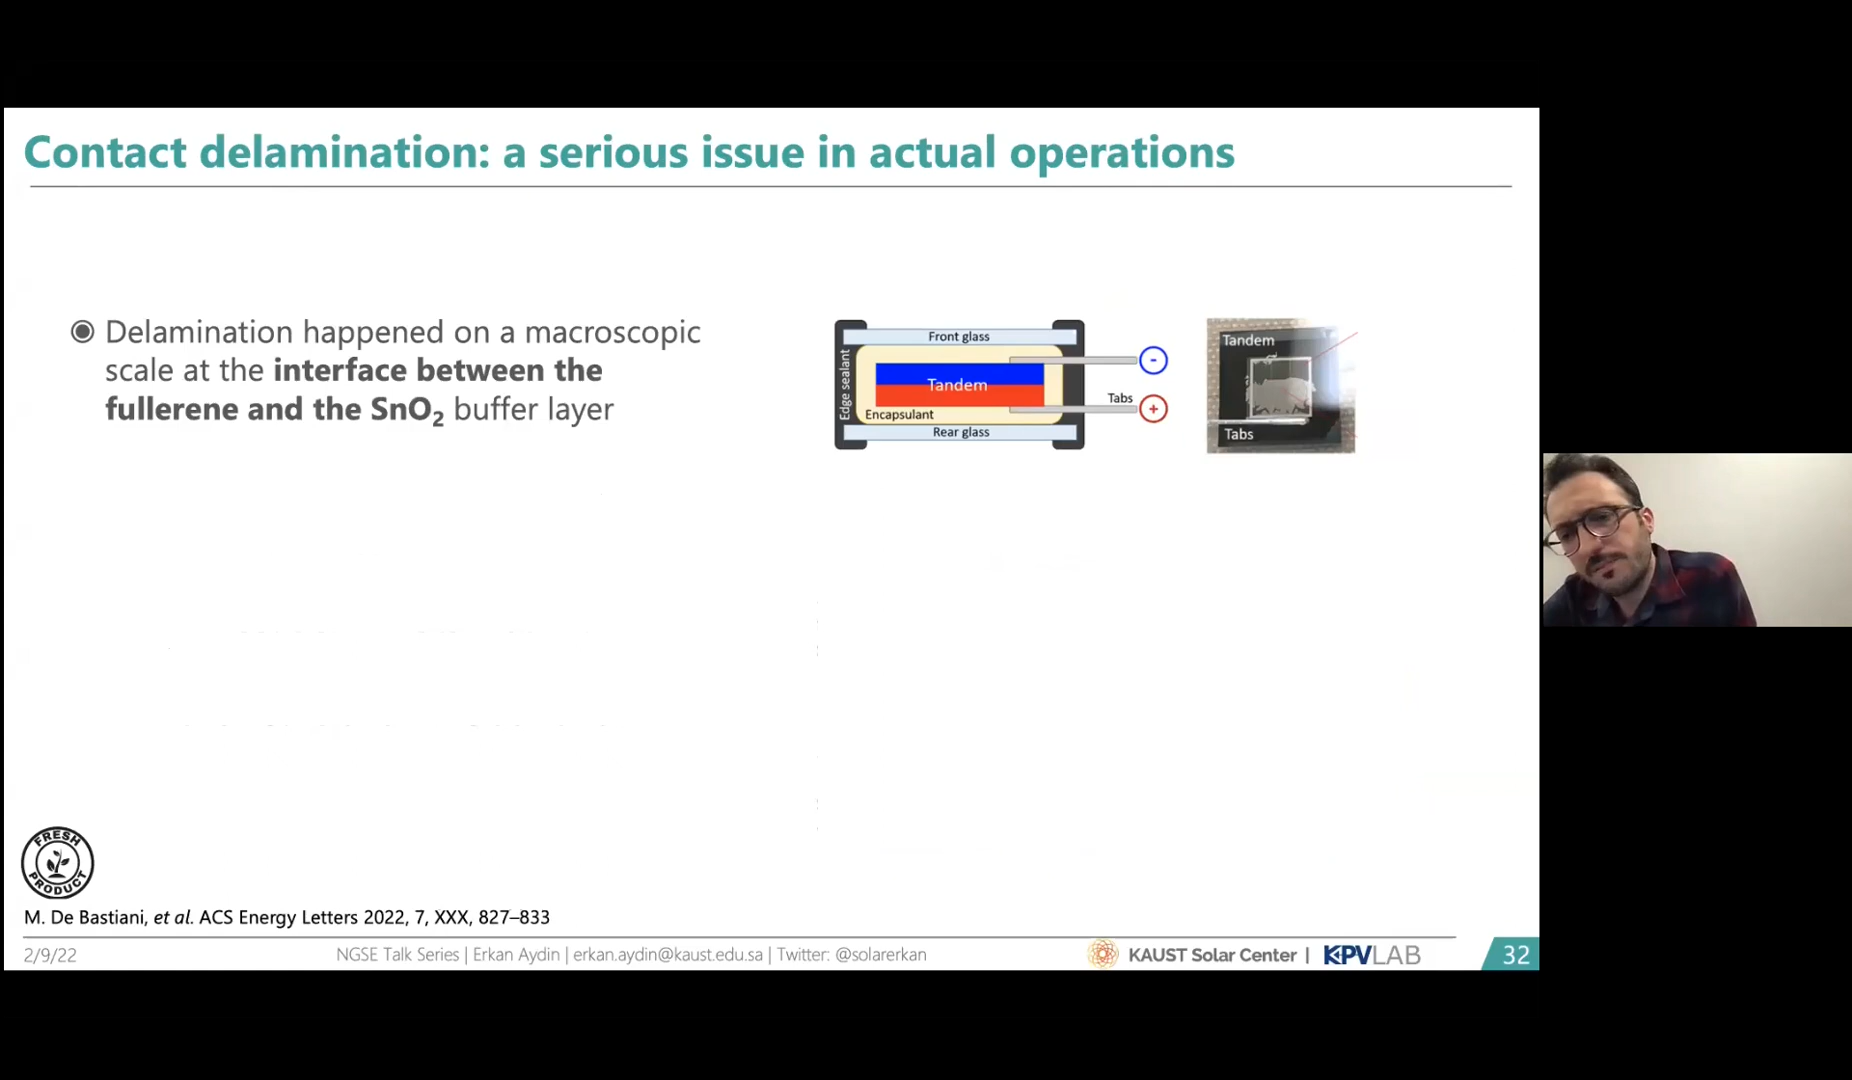 Contact delamination: a serious issue in actual operations
◉ Delamination happened on a macroscopic
scale at the interface between the
fullerene and the SnO₂ buffer layer
Front glass
Edge sealant
Tandem
Encapsulant
Rear glass
-
Tabs
+
Tandem
Tabs
FRESH
PRODUCT
M. De Bastiani, et al. ACS Energy Letters 2022, 7, XXX, 827–833
2/9/22
NGSE Talk Series | Erkan Aydin | erkan.aydin@kaust.edu.sa | Twitter: @solarerkan
KAUST Solar Center |
KPVLAB
32